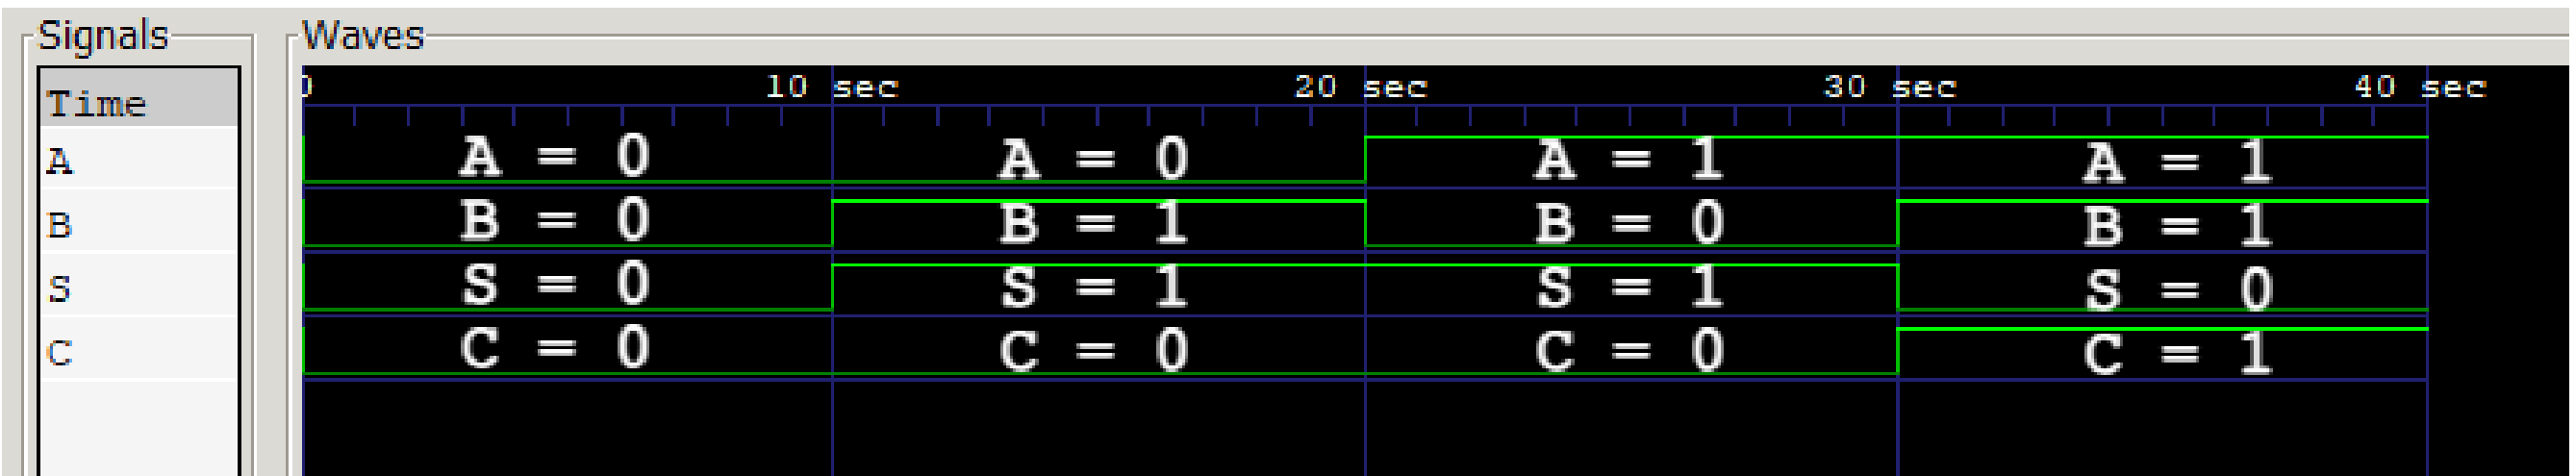 Signals Waves
Time 0 10 sec 20 sec 30 sec 40 sec
A A = 0 A = 0 A = 1 A = 1
B B = 0 B = 1 B = 0 B = 1
S S = 0 S = 1 S = 1 S = 0
C C = 0 C = 0 C = 0 C = 1